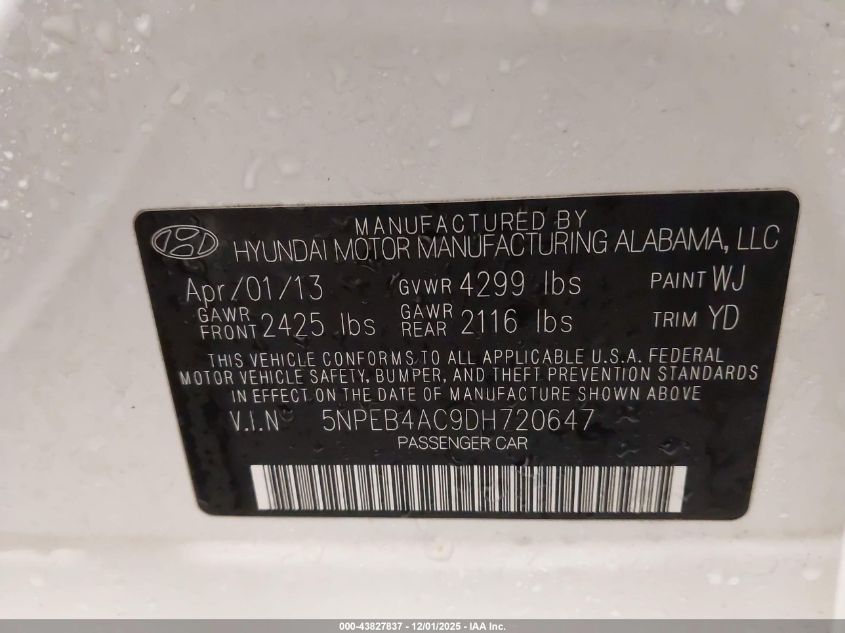 MANUFACTURED BY
HYUNDAI MOTOR MANUFACTURING ALABAMA, LLC
Apr/01/13 GVWR 4299 lbs PAINT WJ
GAWR FRONT 2425 lbs GAWR REAR 2116 lbs TRIM YD
THIS VEHICLE CONFORMS TO ALL APPLICABLE U.S.A. FEDERAL
MOTOR VEHICLE SAFETY, BUMPER, AND THEFT PREVENTION STANDARDS
IN EFFECT ON THE DATE OF MANUFACTURE SHOWN ABOVE
V.I.N 5NPEB4AC9DH720647
PASSENGER CAR
000-43827837 - 12/01/2025 - IAA Inc.